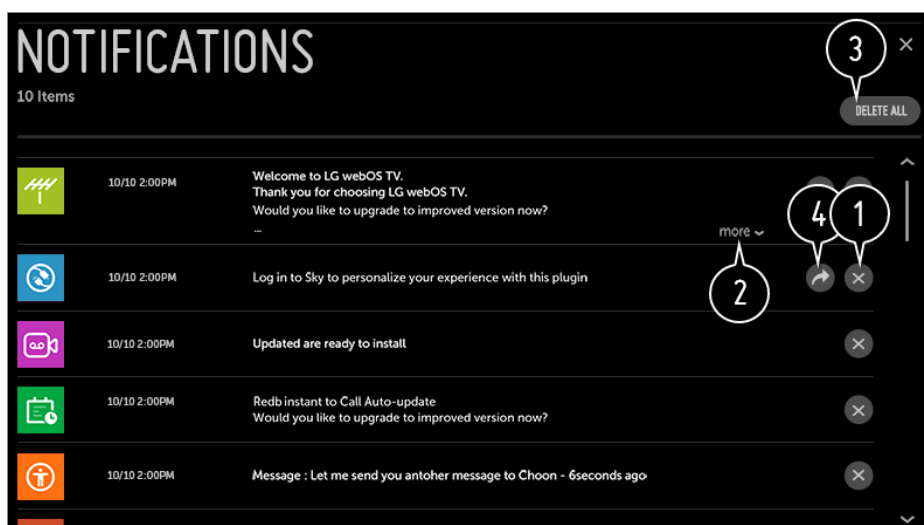 NOTIFICATIONS
3
10 Items
DELETE ALL
10/10 2:00PM
Welcome to LG webOS TV.
Thank you for choosing LG webOS TV.
Would you like to upgrade to improved version now?
...
more
4
1
10/10 2:00PM
Log in to Sky to personalize your experience with this plugin
2
10/10 2:00PM
Updated are ready to install
10/10 2:00PM
Redb instant to Call Auto-update
Would you like to upgrade to improved version now?
10/10 2:00PM
Message : Let me send you antoher message to Choon - 6seconds ago